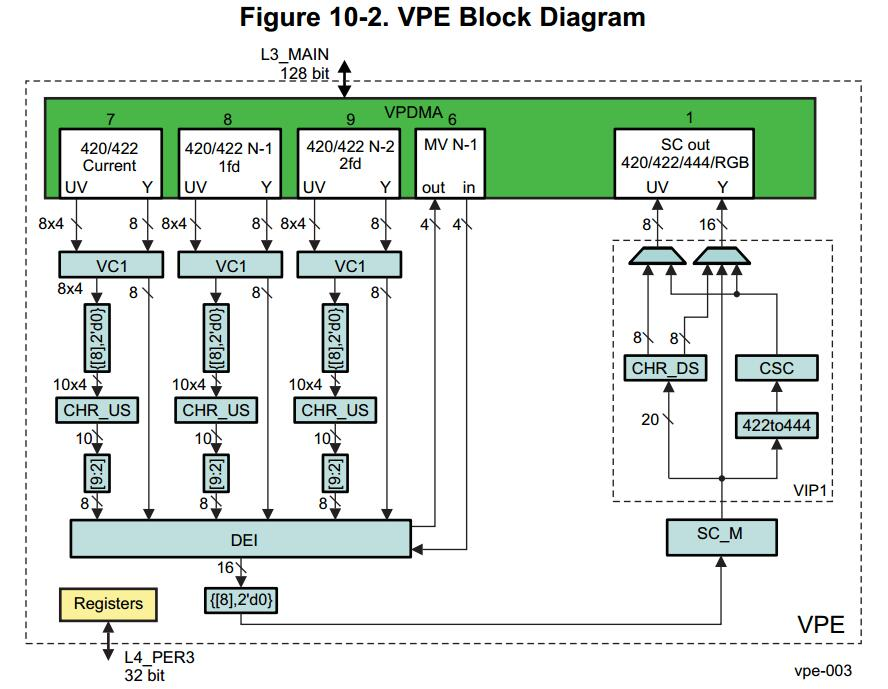 Figure 10-2. VPE Block Diagram
L3_MAIN
128 bit
VPDMA
7
8
9
6
1
420/422
Current
UV Y
420/422 N-1
1fd
UV Y
420/422 N-2
2fd
UV Y
MV N-1
out in
SC out
420/422/444/RGB
UV Y
8x4 8 8x4 8 8x4 8 4 4 8 16
VC1 VC1 VC1
8x4 8 8 8
{[8],2'd0} {[8],2'd0} {[8],2'd0}
8 8
10x4 10x4 10x4
CHR_DS CSC
CHR_US CHR_US CHR_US
20 422to444
10 10 10
[9:2] [9:2] [9:2]
VIP1
8 8 8
DEI SC_M
16
{[8],2'd0}
Registers
VPE
L4_PER3
32 bit
vpe-003